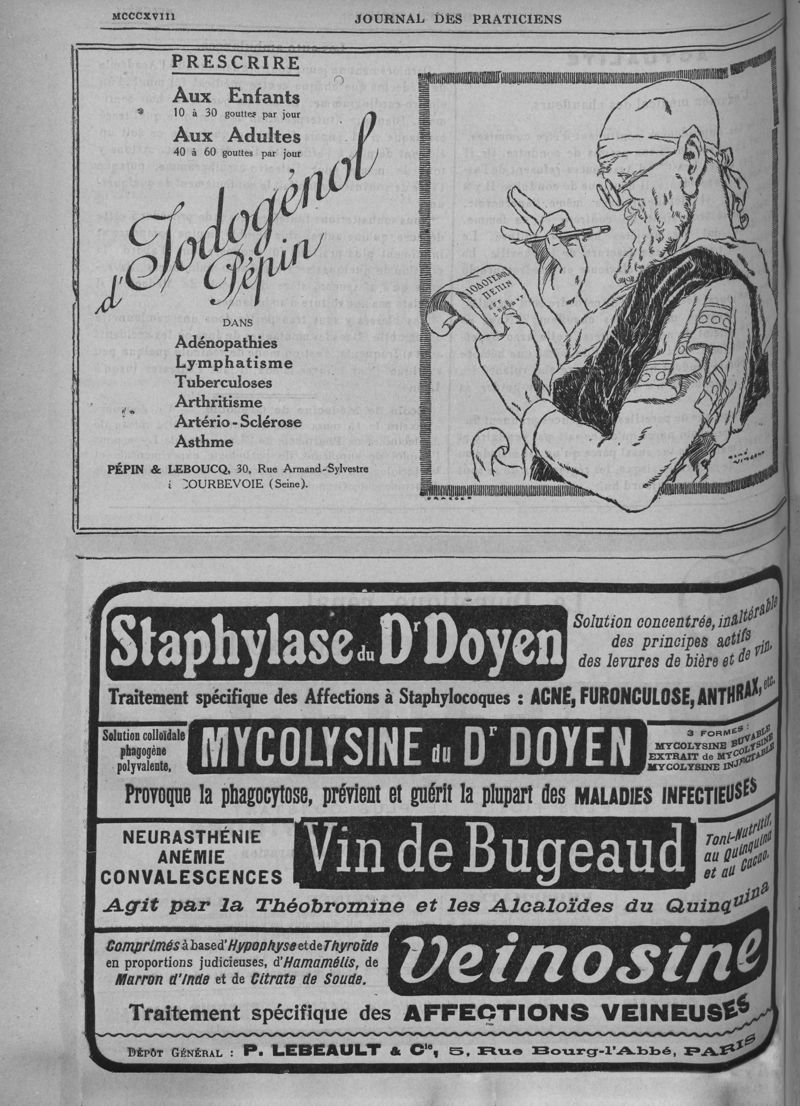 MCCCXVIII
JOURNAL DES PRATICIENS
PRESCRIRE
Aux Enfants
10 à 30 gouttes par jour
Aux Adultes
40 à 60 gouttes par jour
d'Iodogénol
Pépin
DANS
Adénopathies
Lymphatisme
Tuberculoses
Arthritisme
Artério-Sclérose
Asthme
PÉPIN & LEBOUCQ, 30, Rue Armand-Sylvestre
COURBEVOIE (Seine).
ПЕПИН
EST
RENÉ
VINCENT
DRAEGER
Staphylase du Dr Doyen
Solution concentrée, inaltérable
des principes actifs
des levures de bière et de vin.
Traitement spécifique des Affections à Staphylocoques : ACNÉ, FURONCULOSE, ANTHRAX, etc.
Solution colloïdale
phagogène
polyvalente,
MYCOLYSINE du Dr DOYEN
3 FORMES :
MYCOLYSINE BUVABLE
EXTRAIT de MYCOLYSINE
MYCOLYSINE INJECTABLE
Provoque la phagocytose, prévient et guérit la plupart des MALADIES INFECTIEUSES
NEURASTHÉNIE
ANÉMIE
CONVALESCENCES
Vin de Bugeaud
Toni-Nutritif,
au Quinquina
et au Cacao.
Agit par la Théobromine et les Alcaloïdes du Quinquina
Comprimés à base d'Hypophyse et de Thyroïde
en proportions judicieuses, d'Hamamélis, de
Marron d'Inde et de Citrate de Soude.
Veinosine
Traitement spécifique des AFFECTIONS VEINEUSES
DÉPÔT GÉNÉRAL : P. LEBEAULT & Cie, 5, Rue Bourg-l'Abbé, PARIS